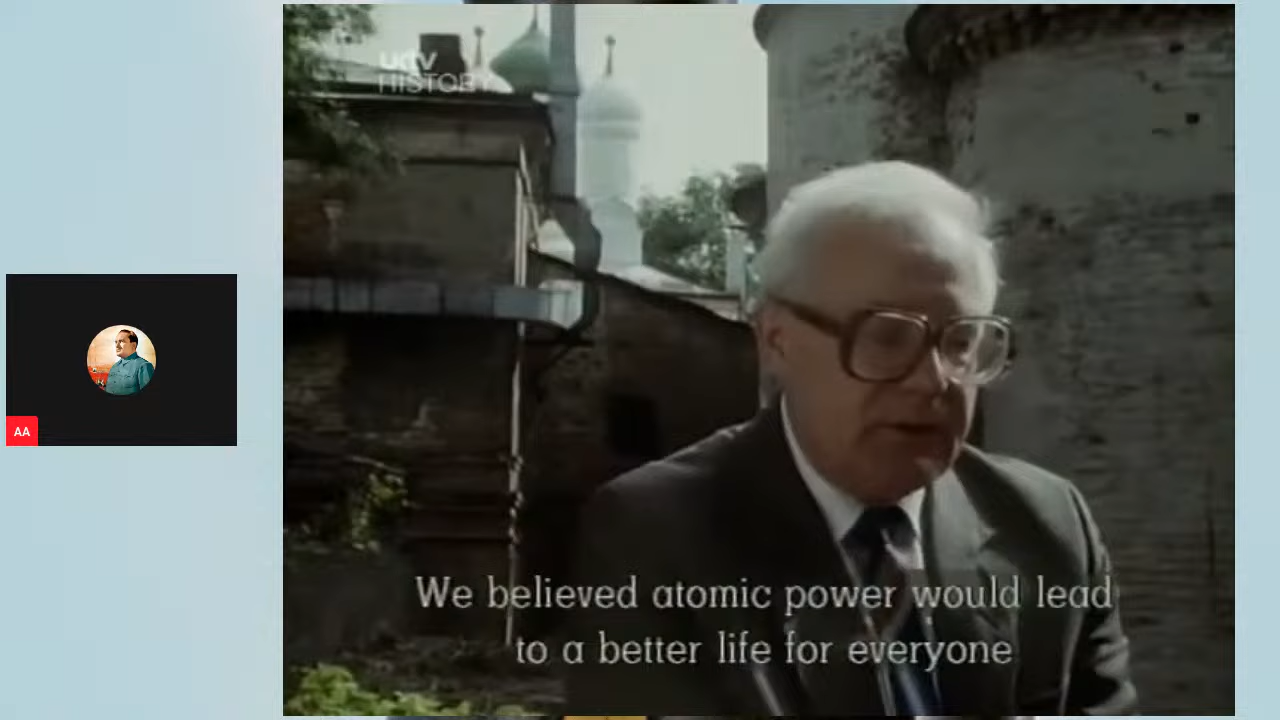 uktv
HISTORY
AA
We believed atomic power would lead
to a better life for everyone